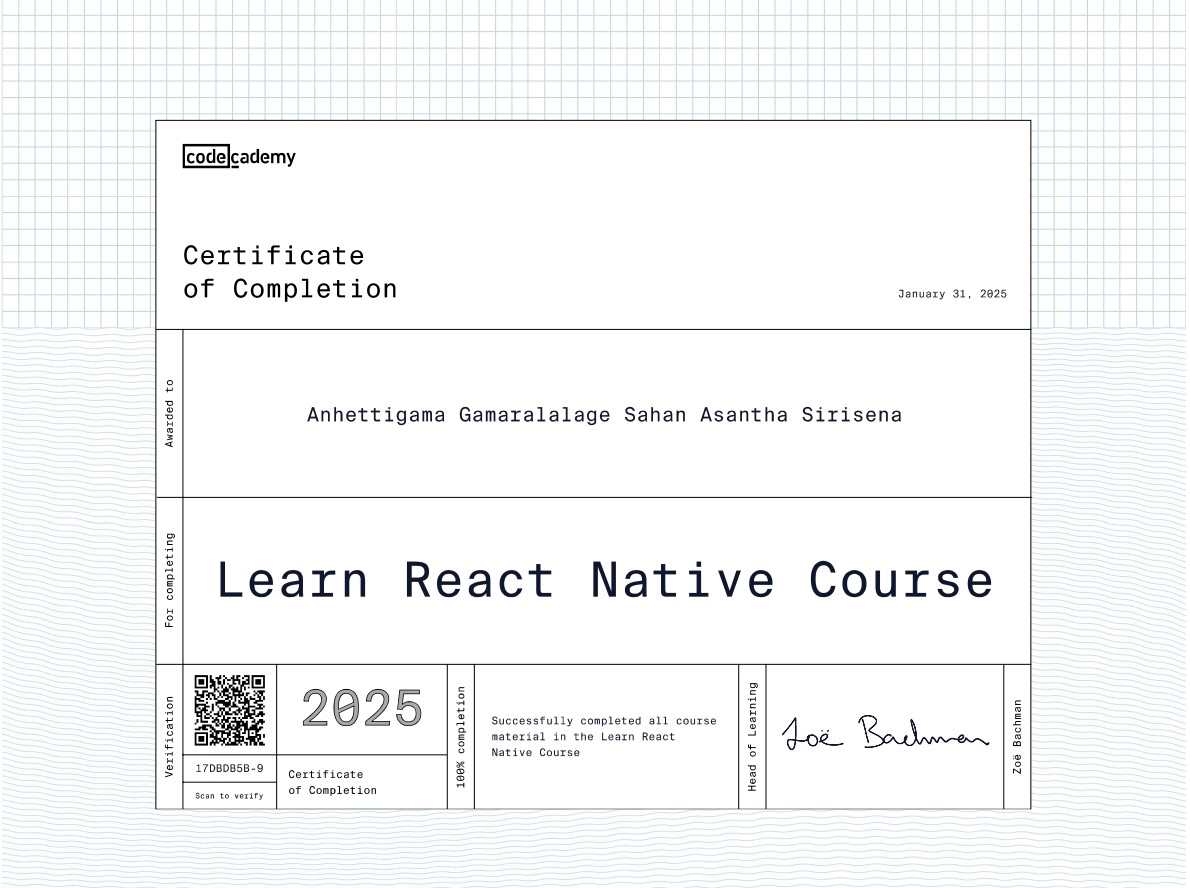 codecademy
Certificate
of Completion
January 31, 2025
Awarded to
Anhettigama Gamaralalage Sahan Asantha Sirisena
For completing
Learn React Native Course
Verification
17DBDB5B-9
Scan to verify
2025
Certificate
of Completion
100% completion
Successfully completed all course
material in the Learn React
Native Course
Head of Learning
Zoë Bachman
Zoë Bachman